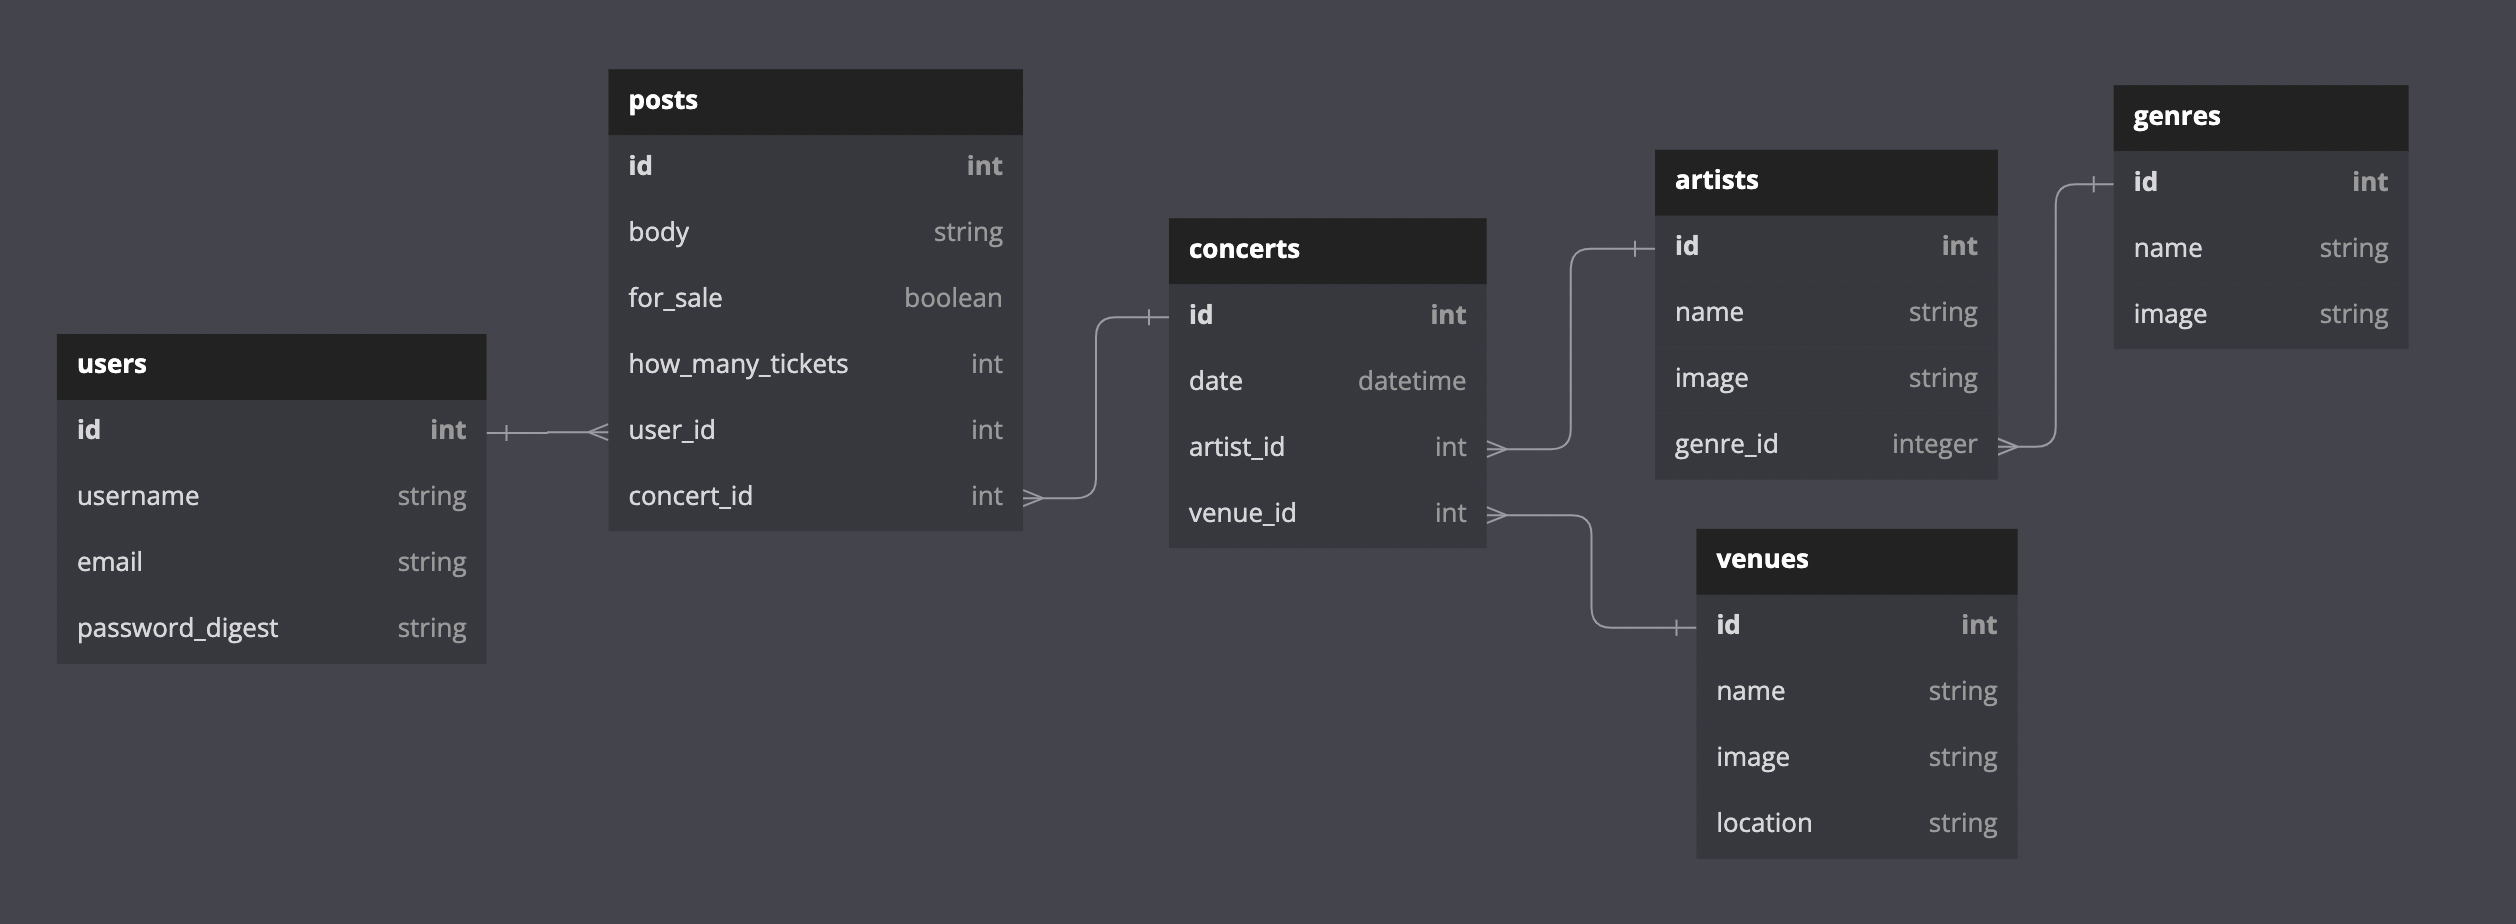 users
id int
username string
email string
password_digest string
posts
id int
body string
for_sale boolean
how_many_tickets int
user_id int
concert_id int
concerts
id int
date datetime
artist_id int
venue_id int
artists
id int
name string
image string
genre_id integer
venues
id int
name string
image string
location string
genres
id int
name string
image string